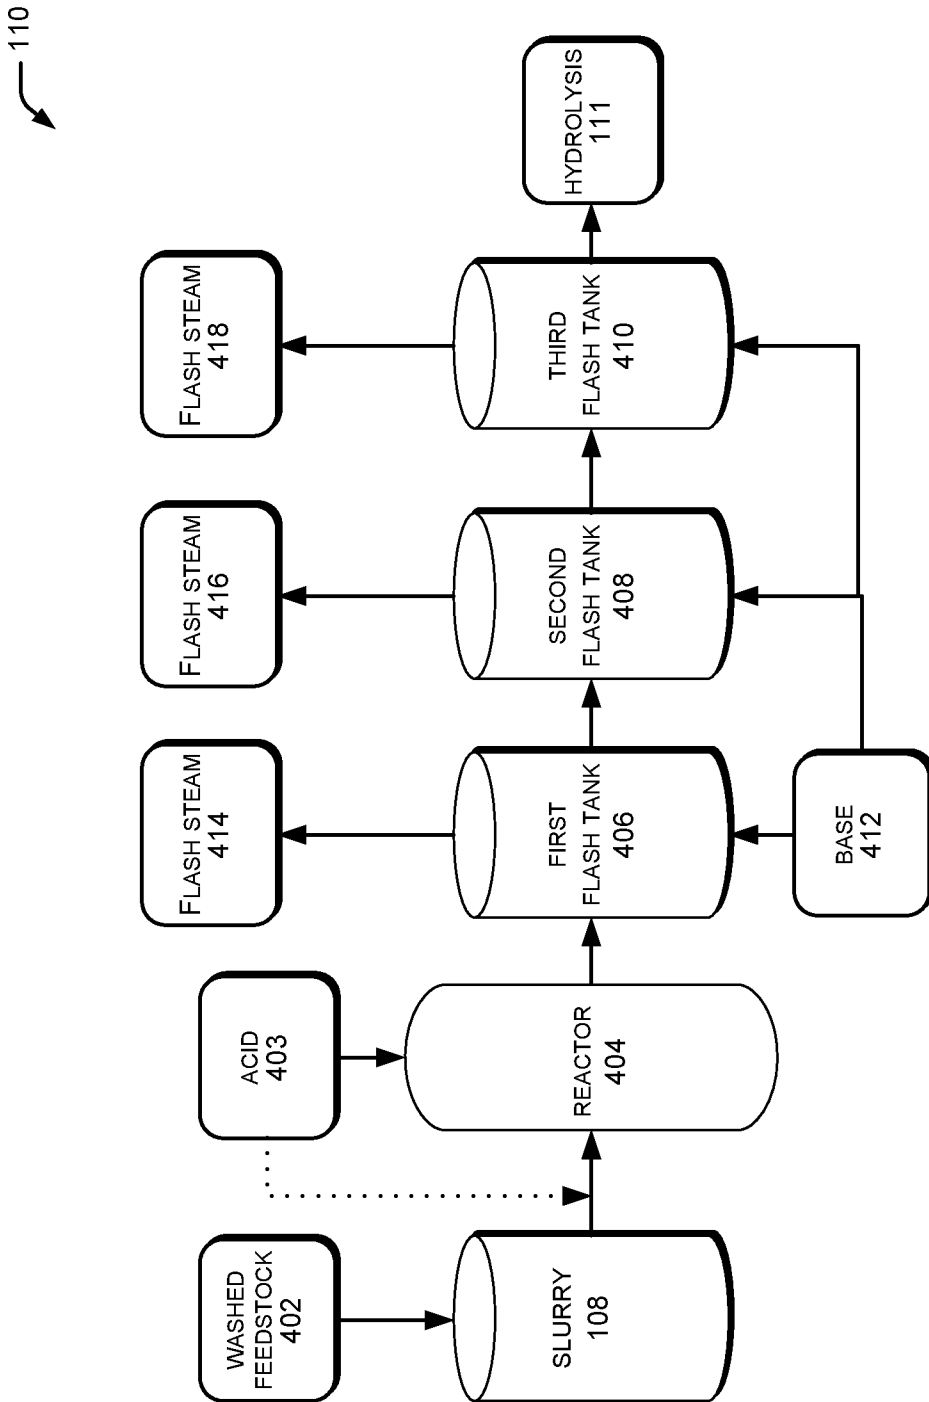 110
WASHED
FEEDSTOCK
402
ACID
403
FLASH STEAM
414
FLASH STEAM
416
FLASH STEAM
418
SLURRY
108
REACTOR
404
FIRST
FLASH TANK
406
SECOND
FLASH TANK
408
THIRD
FLASH TANK
410
HYDROLYSIS
111
BASE
412